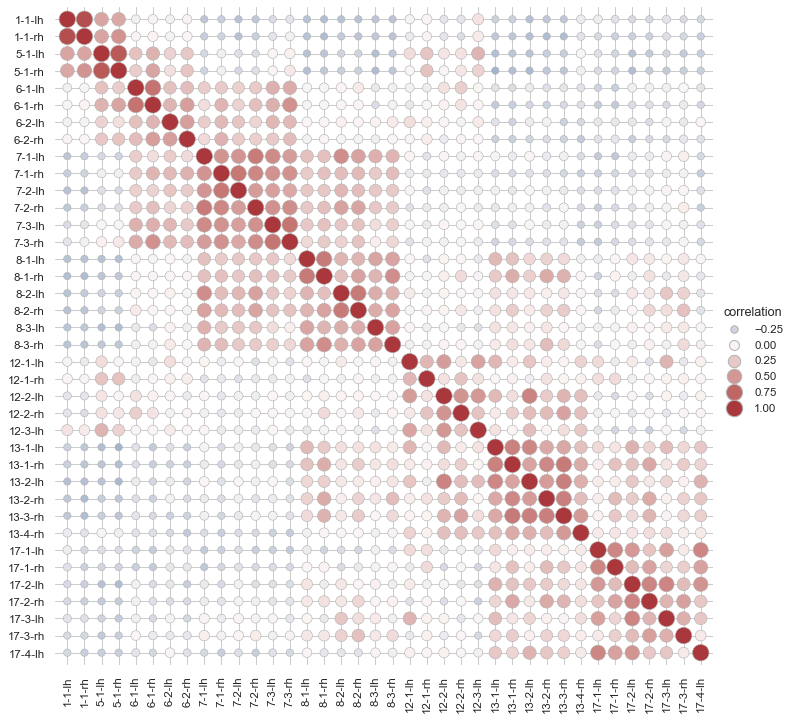 1-1-lh
1-1-rh
5-1-lh
5-1-rh
6-1-lh
6-1-rh
6-2-lh
6-2-rh
7-1-lh
7-1-rh
7-2-lh
7-2-rh
7-3-lh
7-3-rh
8-1-lh
8-1-rh
8-2-lh
8-2-rh
8-3-lh
8-3-rh
12-1-lh
12-1-rh
12-2-lh
12-2-rh
12-3-lh
13-1-lh
13-1-rh
13-2-lh
13-2-rh
13-3-rh
13-4-rh
17-1-lh
17-1-rh
17-2-lh
17-2-rh
17-3-lh
17-3-rh
17-4-lh
correlation
−0.25
0.00
0.25
0.50
0.75
1.00
1-1-lh
1-1-rh
5-1-lh
5-1-rh
6-1-lh
6-1-rh
6-2-lh
6-2-rh
7-1-lh
7-1-rh
7-2-lh
7-2-rh
7-3-lh
7-3-rh
8-1-lh
8-1-rh
8-2-lh
8-2-rh
8-3-lh
8-3-rh
12-1-lh
12-1-rh
12-2-lh
12-2-rh
12-3-lh
13-1-lh
13-1-rh
13-2-lh
13-2-rh
13-3-rh
13-4-rh
17-1-lh
17-1-rh
17-2-lh
17-2-rh
17-3-lh
17-3-rh
17-4-lh